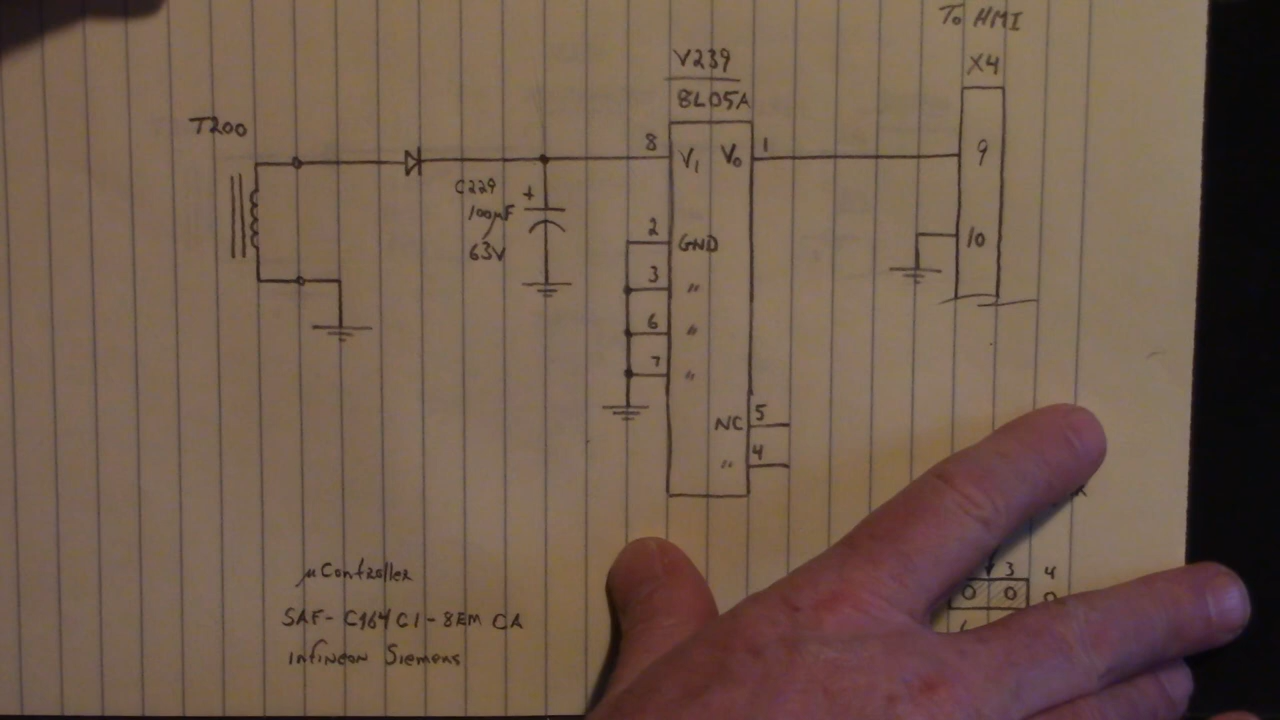 To HMI
X4
V239
8L05A
T200
8
V1
Vo
1
9
C229
+
100µF
63V
2
GND
10
3
"
6
"
7
"
NC
5
"
4
µController
SAF-C164CI-8EM CA
Infineon Siemens
3
4